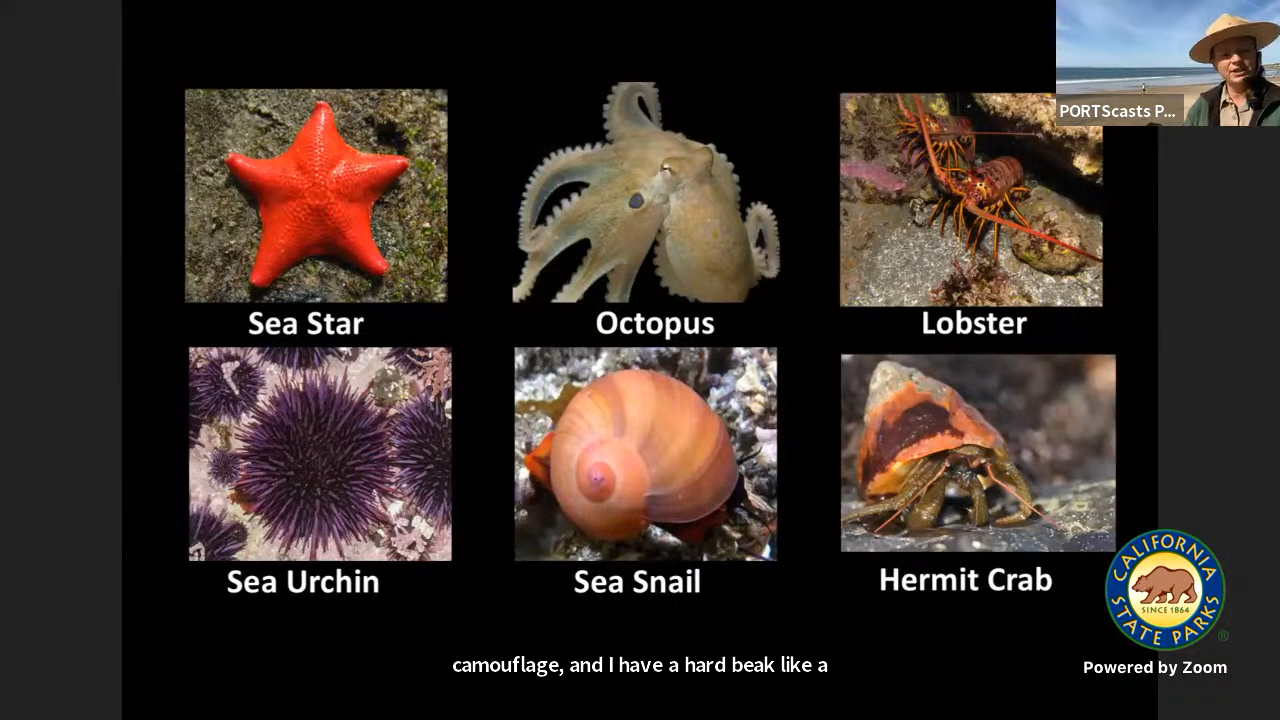 PORTScasts P...
Sea Star
Octopus
Lobster
Sea Urchin
Sea Snail
Hermit Crab
CALIFORNIA
SINCE 1864
STATE PARKS
®
camouflage, and I have a hard beak like a
Powered by Zoom